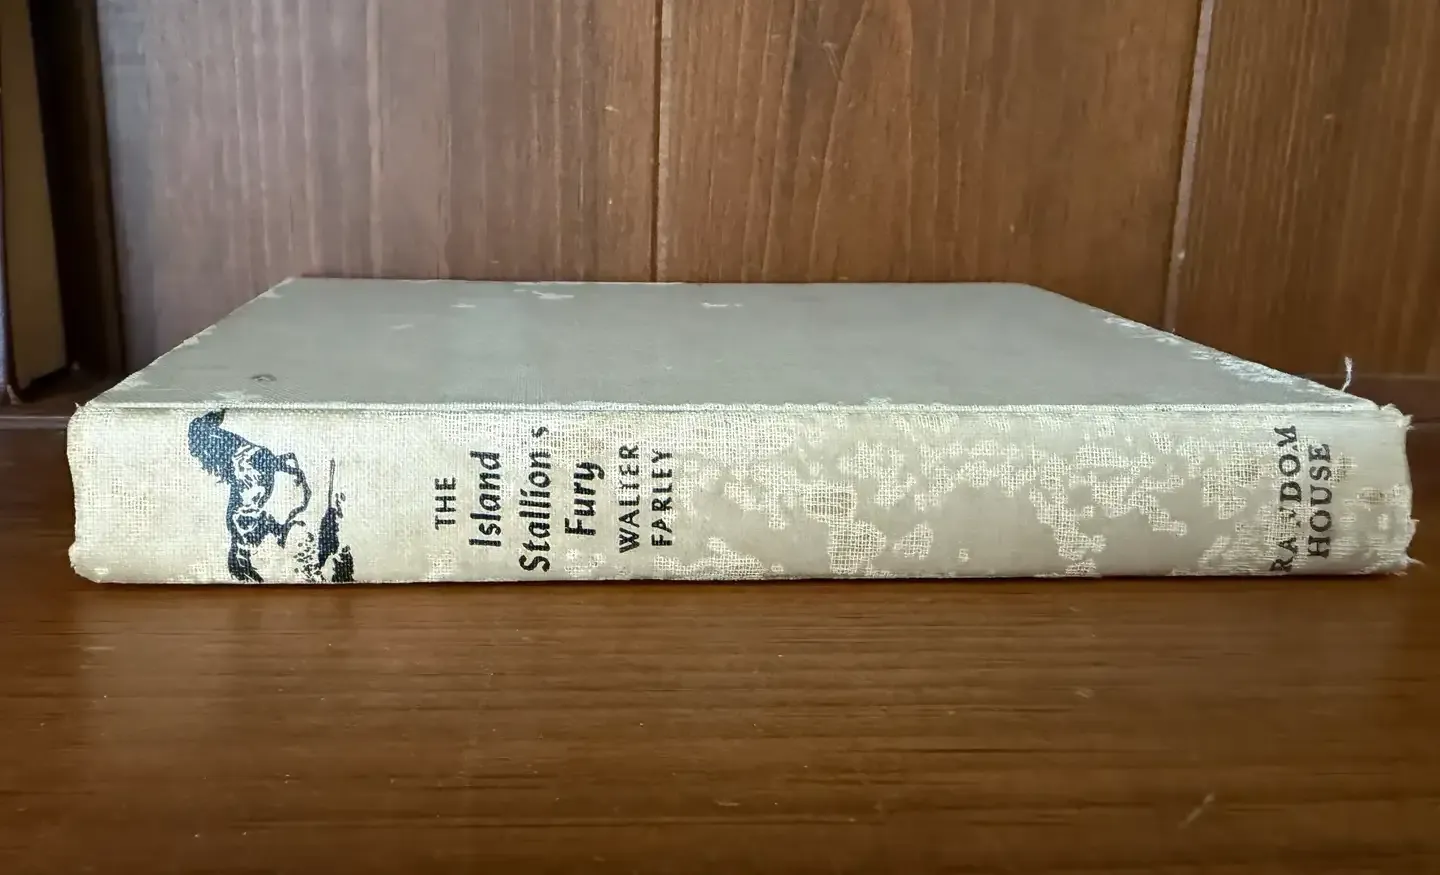 THE
Island
Stallion's
Fury
WALTER
FARLEY
RANDOM
HOUSE